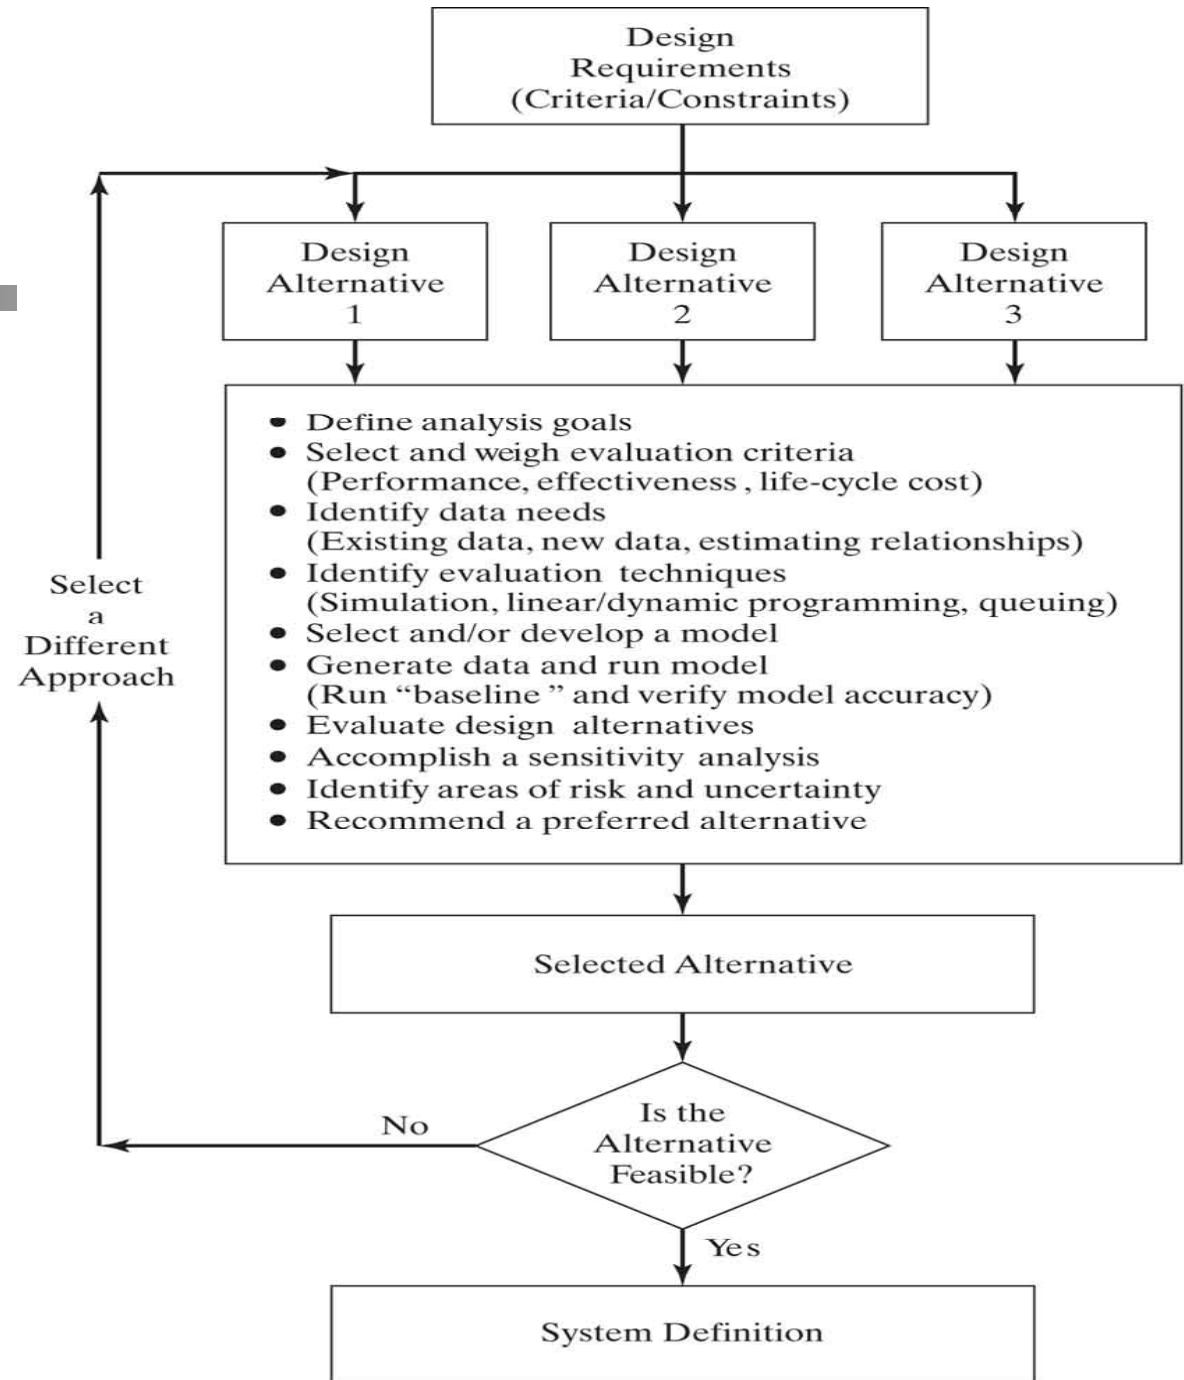 Design
Requirements
(Criteria/Constraints)
Design
Alternative
1
Design
Alternative
2
Design
Alternative
3
• Define analysis goals
• Select and weigh evaluation criteria
(Performance, effectiveness , life-cycle cost)
• Identify data needs
(Existing data, new data, estimating relationships)
• Identify evaluation techniques
(Simulation, linear/dynamic programming, queuing)
• Select and/or develop a model
• Generate data and run model
(Run “baseline ” and verify model accuracy)
• Evaluate design alternatives
• Accomplish a sensitivity analysis
• Identify areas of risk and uncertainty
• Recommend a preferred alternative
Select
a
Different
Approach
Selected Alternative
Is the
Alternative
Feasible?
No
Yes
System Definition